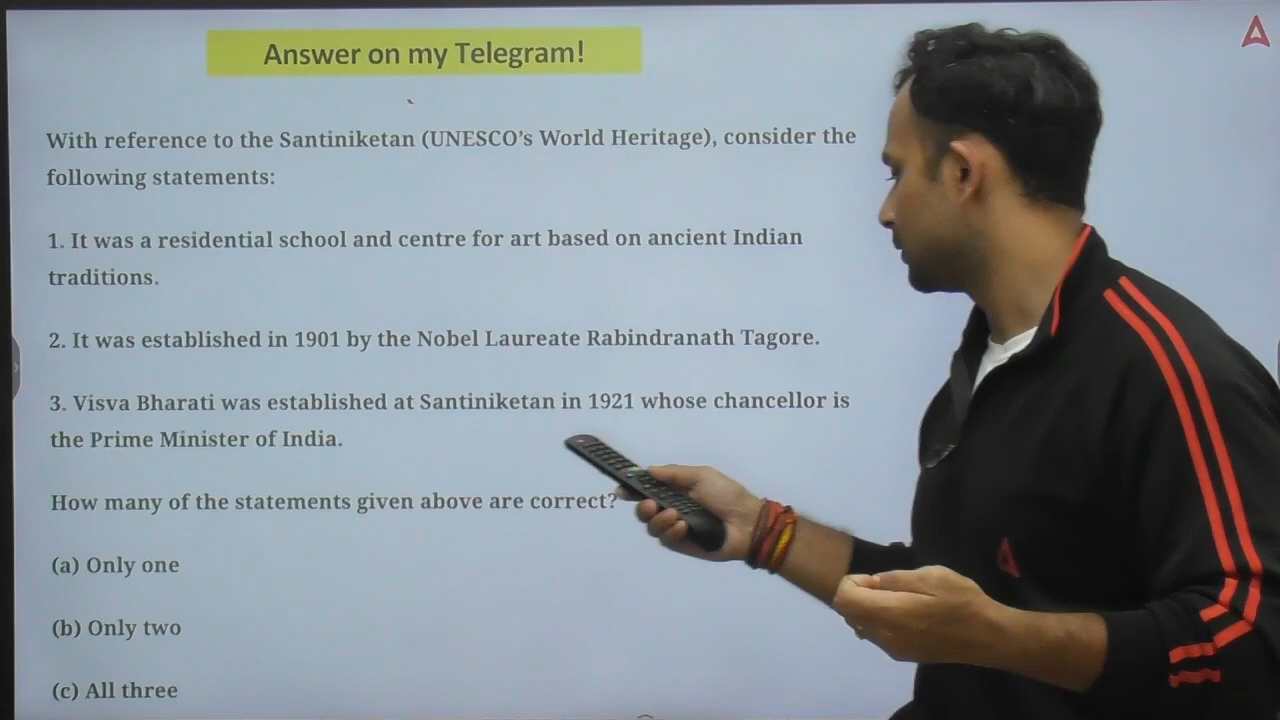 Answer on my Telegram!
With reference to the Santiniketan (UNESCO’s World Heritage), consider the
following statements:
1. It was a residential school and centre for art based on ancient Indian
traditions.
2. It was established in 1901 by the Nobel Laureate Rabindranath Tagore.
3. Visva Bharati was established at Santiniketan in 1921 whose chancellor is
the Prime Minister of India.
How many of the statements given above are correct?
(a) Only one
(b) Only two
(c) All three